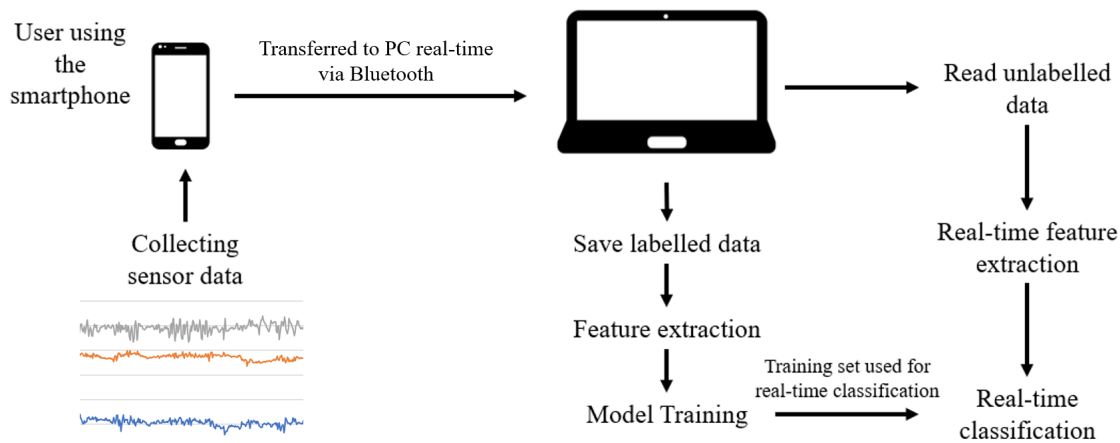 User using
the
smartphone
Transferred to PC real-time
via Bluetooth
Read unlabelled
data
Collecting
sensor data
Save labelled data
Real-time feature
extraction
Feature extraction
Training set used for
real-time classification
Model Training
Real-time
classification